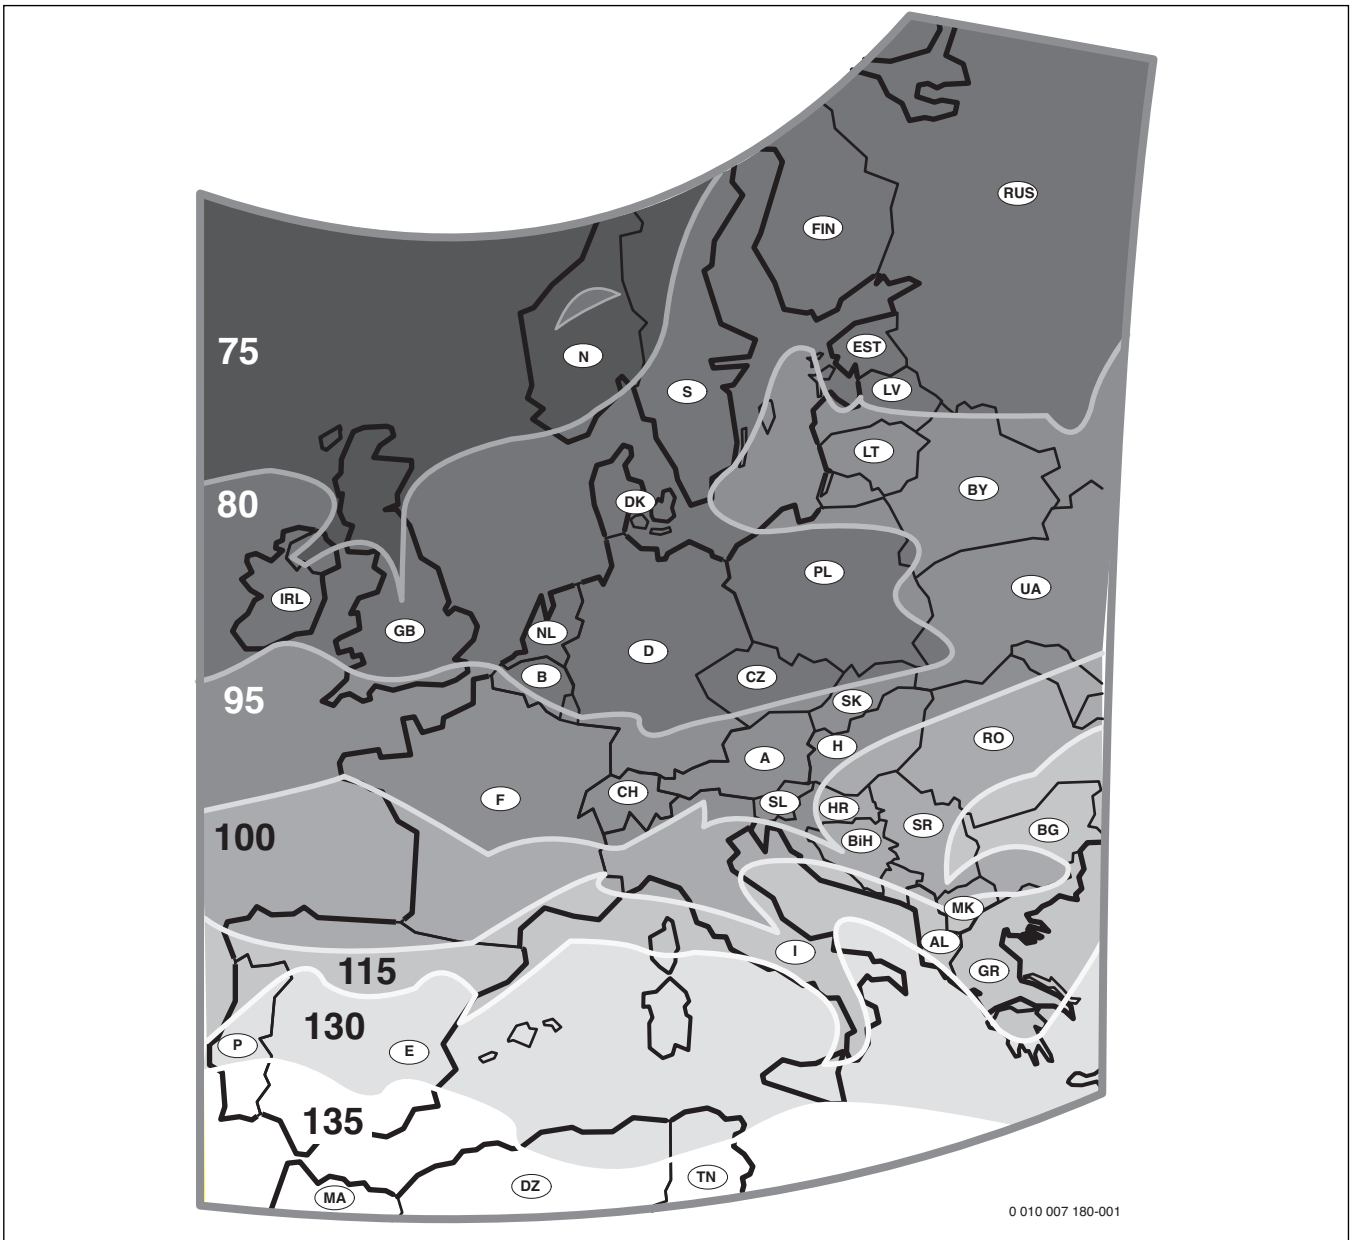 RUS
FIN
75
EST
N
LV
S
LT
BY
80
DK
PL
UA
IRL
GB
NL
D
B
CZ
95
SK
RO
H
A
CH
F
SL
HR
SR
BG
100
BiH
MK
AL
I
115
GR
130
P
E
135
TN
DZ
MA
0 010 007 180-001